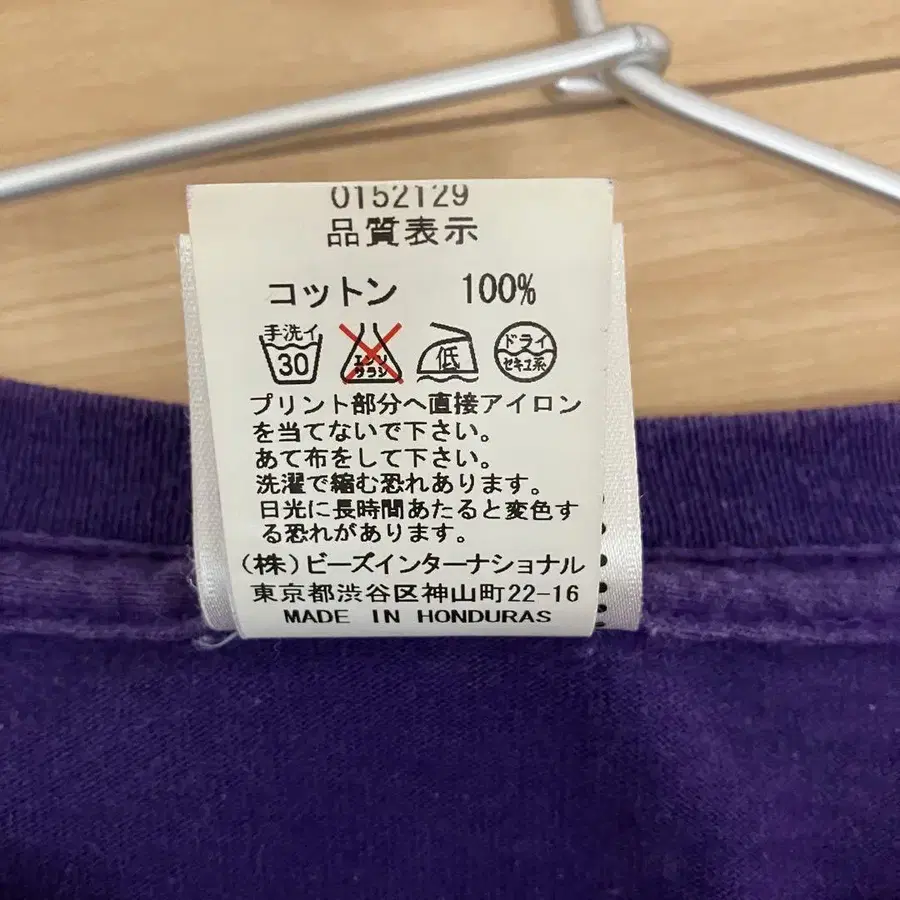 0152129
品質表示
コットン 100%
手洗イ
30
エンソ
サラシ
低
ドライ
セキユ系
プリント部分へ直接アイロン
を当てないで下さい。
あて布をして下さい。
洗濯で縮む恐れあります。
日光に長時間あたると変色す
る恐れがあります。
(株)ビーズインターナショナル
東京都渋谷区神山町22-16
MADE IN HONDURAS